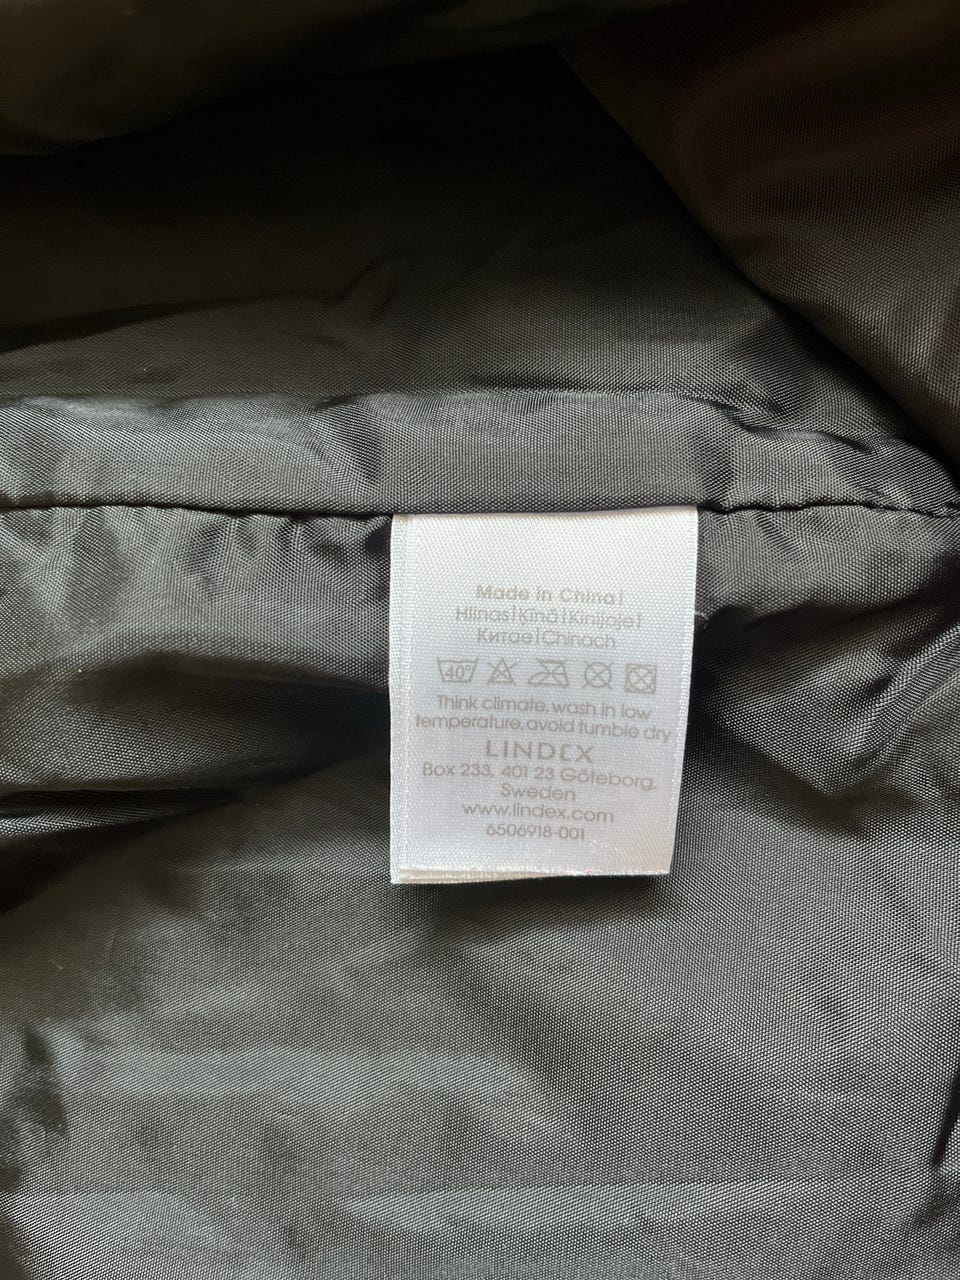 Made in China|
Hiinas|Ķīnā|Kinijoje|
Китае|Chinach
40°
Think climate, wash in low
temperature, avoid tumble dry
LINDEX
Box 233, 401 23 Göteborg,
Sweden
www.lindex.com
6506918-001